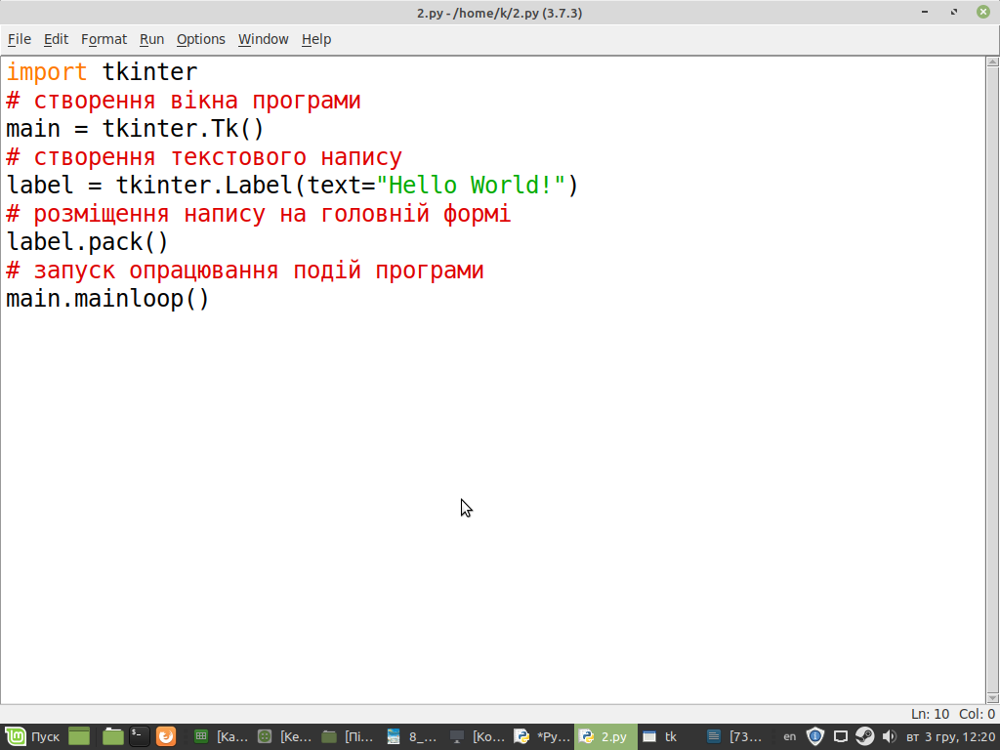 2.py - /home/k/2.py (3.7.3)
File Edit Format Run Options Window Help
import tkinter
# створення вікна програми
main = tkinter.Tk()
# створення текстового напису
label = tkinter.Label(text="Hello World!")
# розміщення напису на головній формі
label.pack()
# запуск опрацювання подій програми
main.mainloop()
Ln: 10 Col: 0
Пуск [Ка... [Ке... [Пі... 8_... [Ко... *Py... 2.py tk [73... en вт 3 гру, 12:20